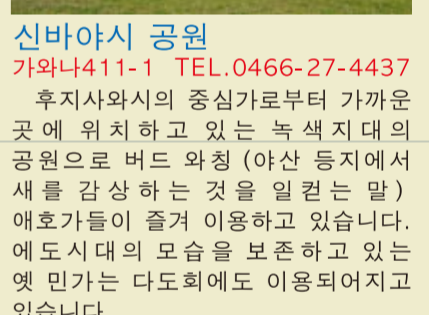 신바야시 공원
가와나411-1 TEL.0466-27-4437
후지사와시의 중심가로부터 가까운
곳에 위치하고 있는 녹색지대의
공원으로 버드 와칭 (야산 등지에서
새를 감상하는 것을 일컫는 말)
애호가들이 즐겨 이용하고 있습니다.
에도시대의 모습을 보존하고 있는
옛 민가는 다도회에도 이용되어지고
있습니다